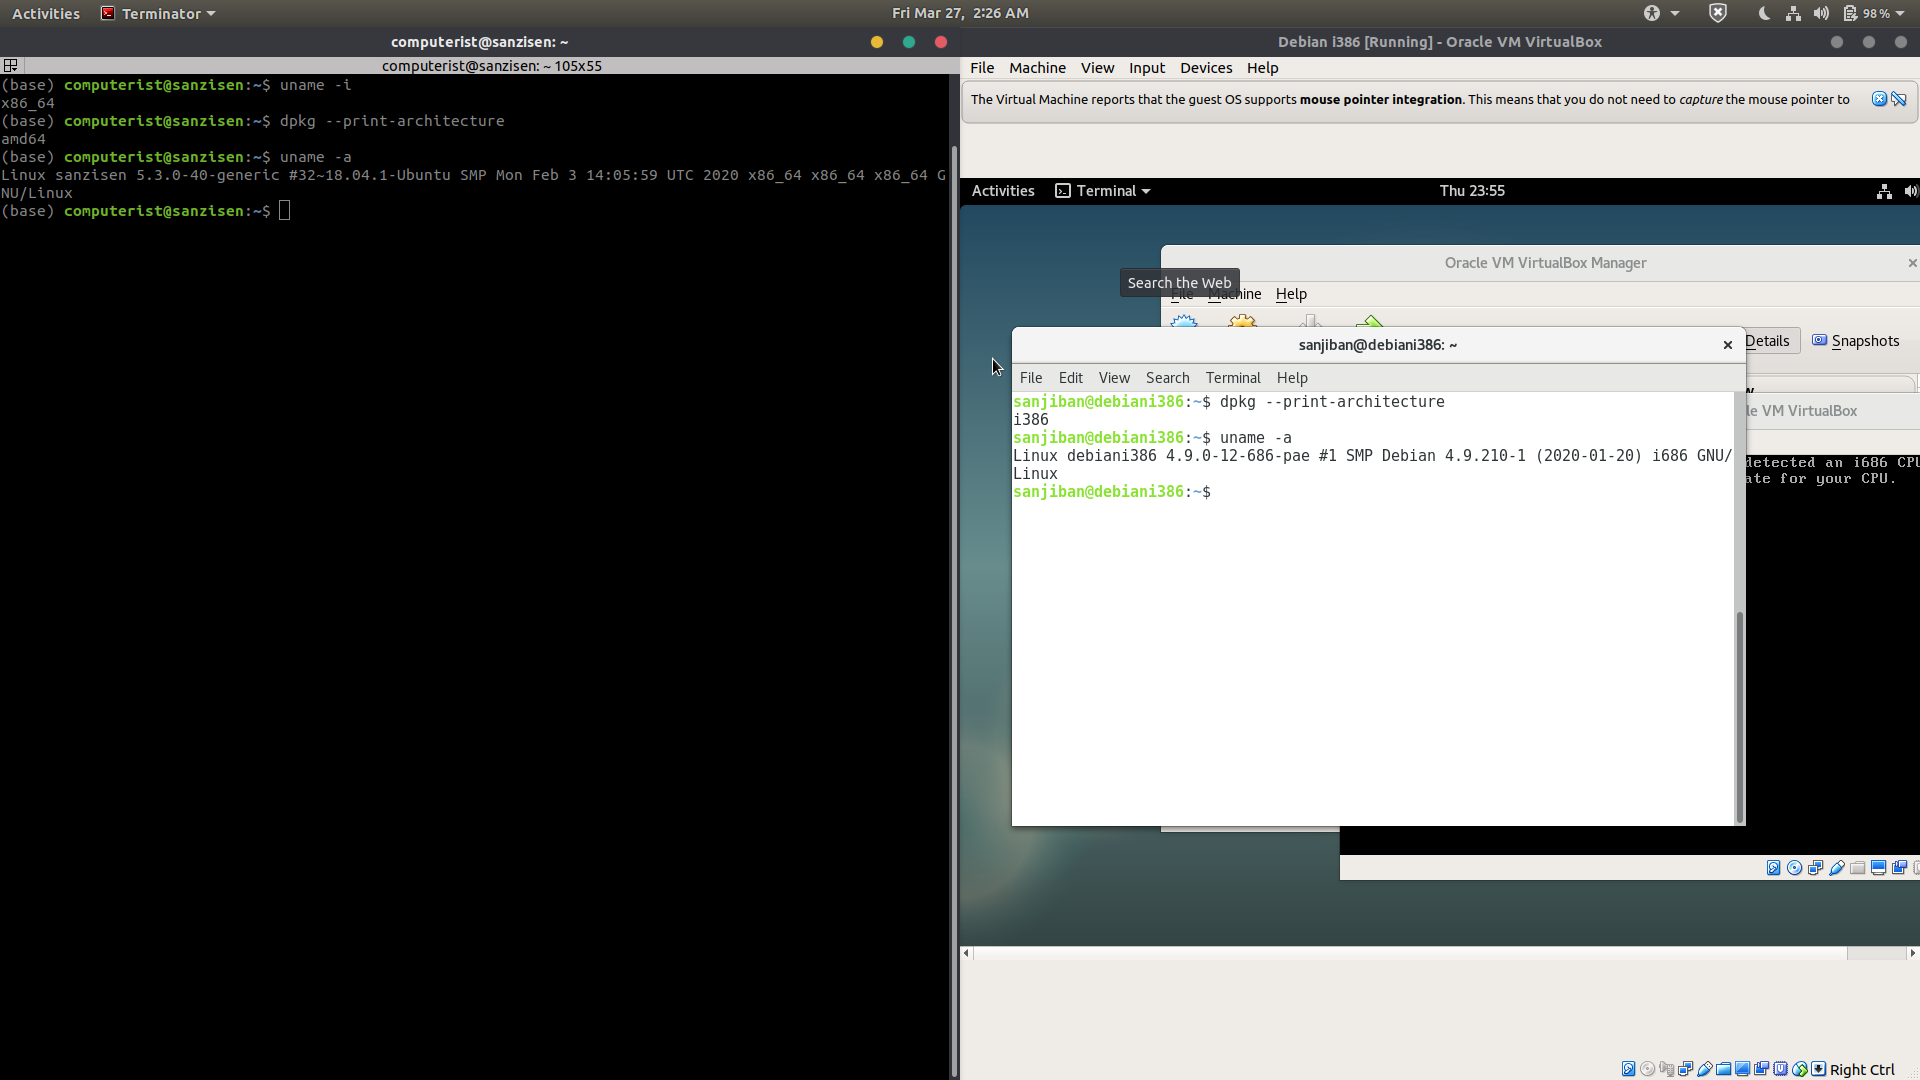 Activities Terminator Fri Mar 27, 2:26 AM 98 %
computerist@sanzisen: ~
computerist@sanzisen: ~ 105x55
(base) computerist@sanzisen:~$ uname -i
x86_64
(base) computerist@sanzisen:~$ dpkg --print-architecture
amd64
(base) computerist@sanzisen:~$ uname -a
Linux sanzisen 5.3.0-40-generic #32~18.04.1-Ubuntu SMP Mon Feb 3 14:05:59 UTC 2020 x86_64 x86_64 x86_64 G
NU/Linux
(base) computerist@sanzisen:~$
Debian i386 [Running] - Oracle VM VirtualBox
File Machine View Input Devices Help
The Virtual Machine reports that the guest OS supports mouse pointer integration. This means that you do not need to capture the mouse pointer to
Activities Terminal Thu 23:55
Oracle VM VirtualBox Manager
Search the Web
File Machine Help
Details Snapshots
sanjiban@debiani386: ~
File Edit View Search Terminal Help
le VM VirtualBox
sanjiban@debiani386:~$ dpkg --print-architecture
i386
sanjiban@debiani386:~$ uname -a
Linux debiani386 4.9.0-12-686-pae #1 SMP Debian 4.9.210-1 (2020-01-20) i686 GNU/
Linux
sanjiban@debiani386:~$
detected an i686 CPU
ate for your CPU.
Right Ctrl